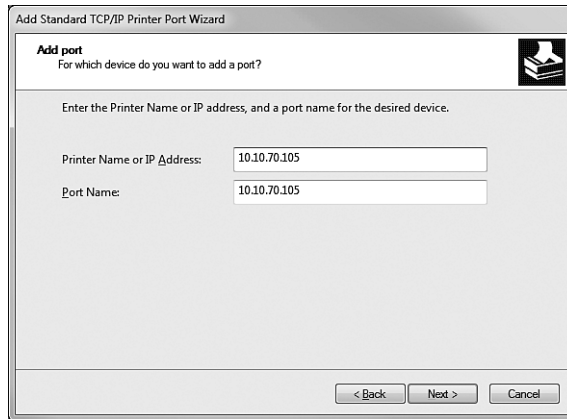 Add Standard TCP/IP Printer Port Wizard
Add port
For which device do you want to add a port?
Enter the Printer Name or IP address, and a port name for the desired device.
Printer Name or IP Address: 10.10.70.105
Port Name: 10.10.70.105
< Back Next > Cancel